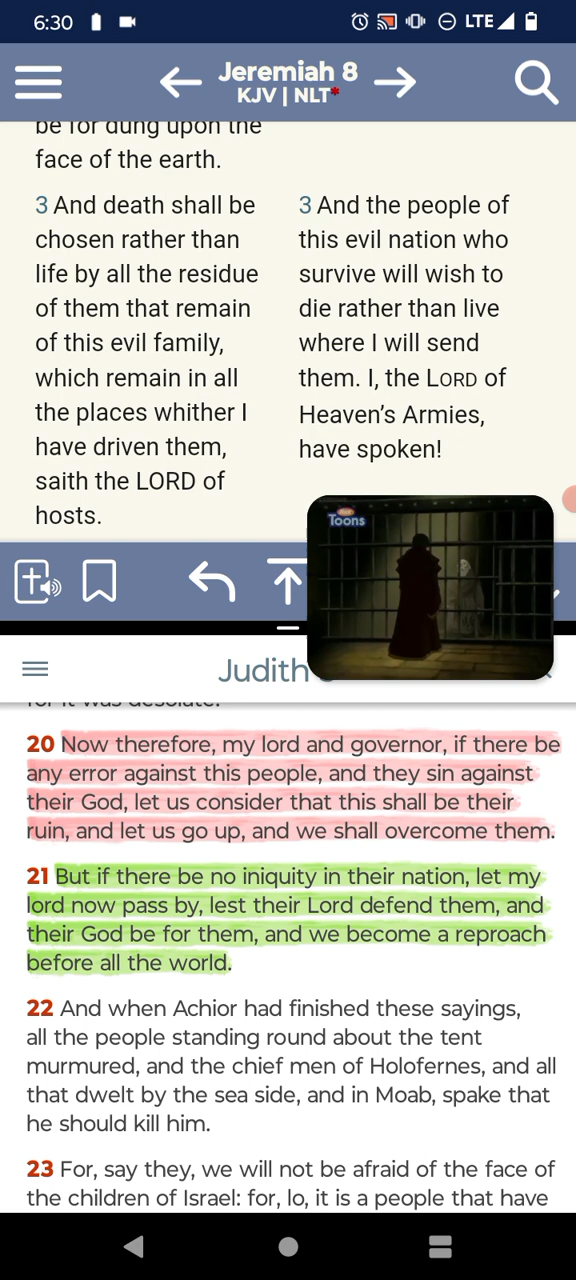 6:30
LTE
Jeremiah 8
KJV | NLT*
be for dung upon the
face of the earth.
3 And death shall be
chosen rather than
life by all the residue
of them that remain
of this evil family,
which remain in all
the places whither I
have driven them,
saith the LORD of
hosts.
3 And the people of
this evil nation who
survive will wish to
die rather than live
where I will send
them. I, the LORD of
Heaven’s Armies,
have spoken!
Toons
Judith
for it was desolate.
20 Now therefore, my lord and governor, if there be
any error against this people, and they sin against
their God, let us consider that this shall be their
ruin, and let us go up, and we shall overcome them.
21 But if there be no iniquity in their nation, let my
lord now pass by, lest their Lord defend them, and
their God be for them, and we become a reproach
before all the world.
22 And when Achior had finished these sayings,
all the people standing round about the tent
murmured, and the chief men of Holofernes, and all
that dwelt by the sea side, and in Moab, spake that
he should kill him.
23 For, say they, we will not be afraid of the face of
the children of Israel: for, lo, it is a people that have